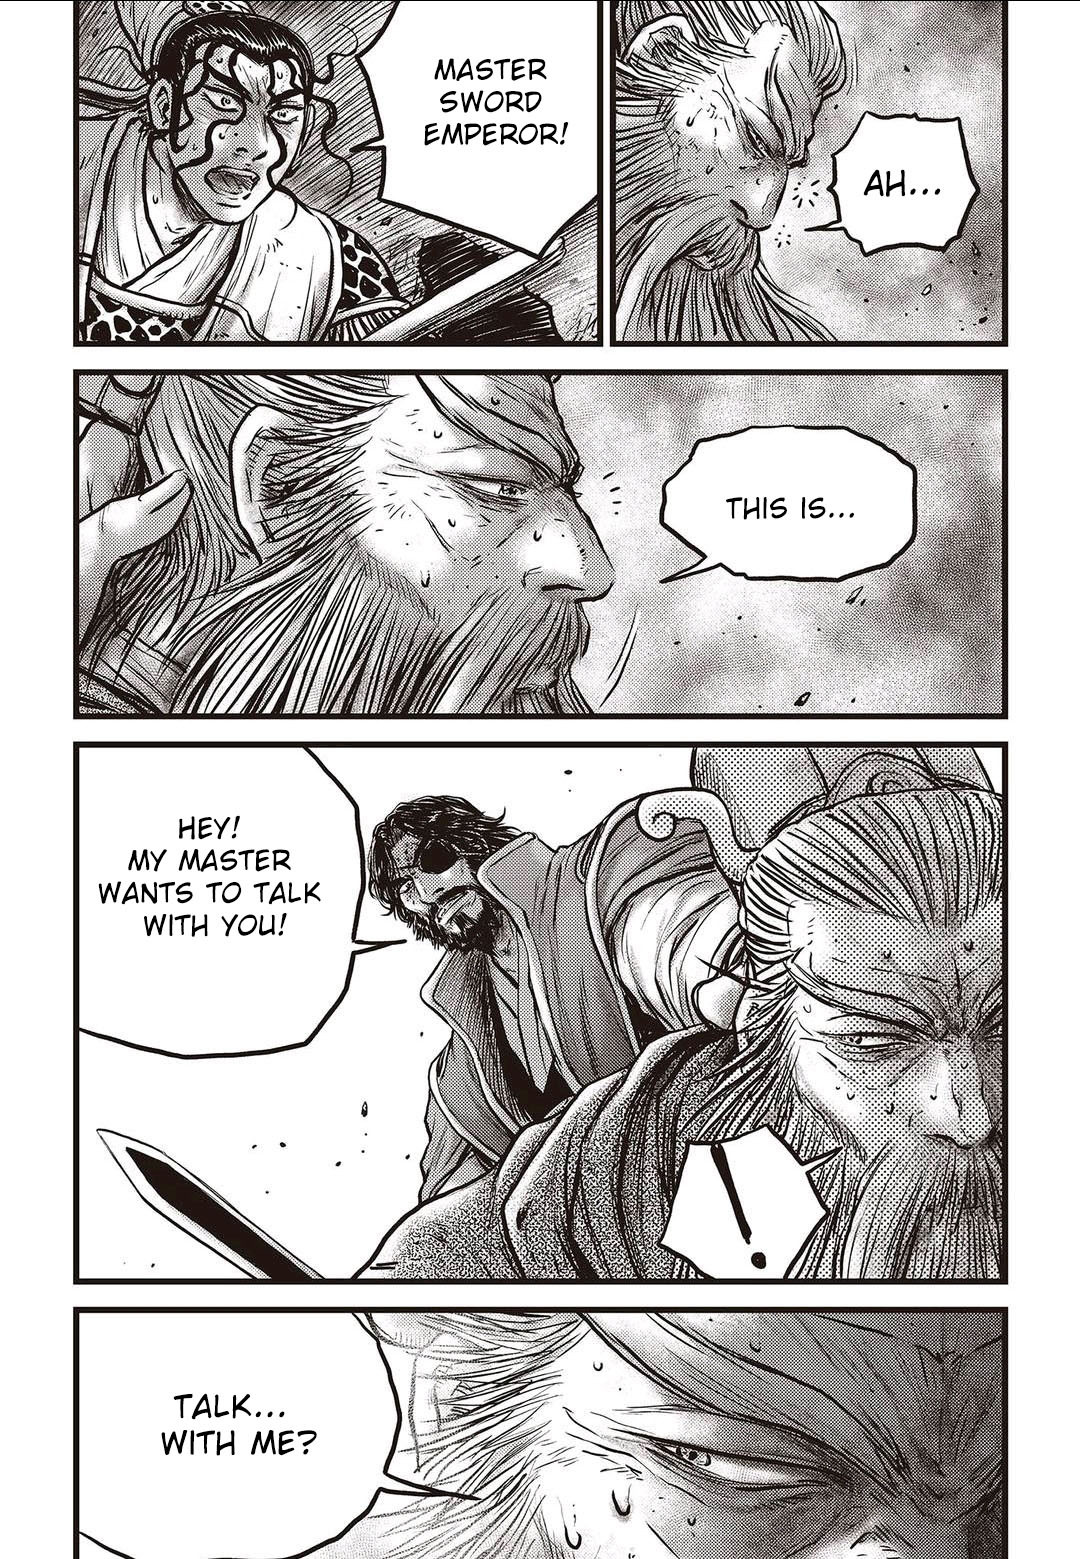 MASTER
SWORD
EMPEROR!
AH...
THIS IS...
HEY!
MY MASTER
WANTS TO TALK
WITH YOU!
!
TALK...
WITH ME?